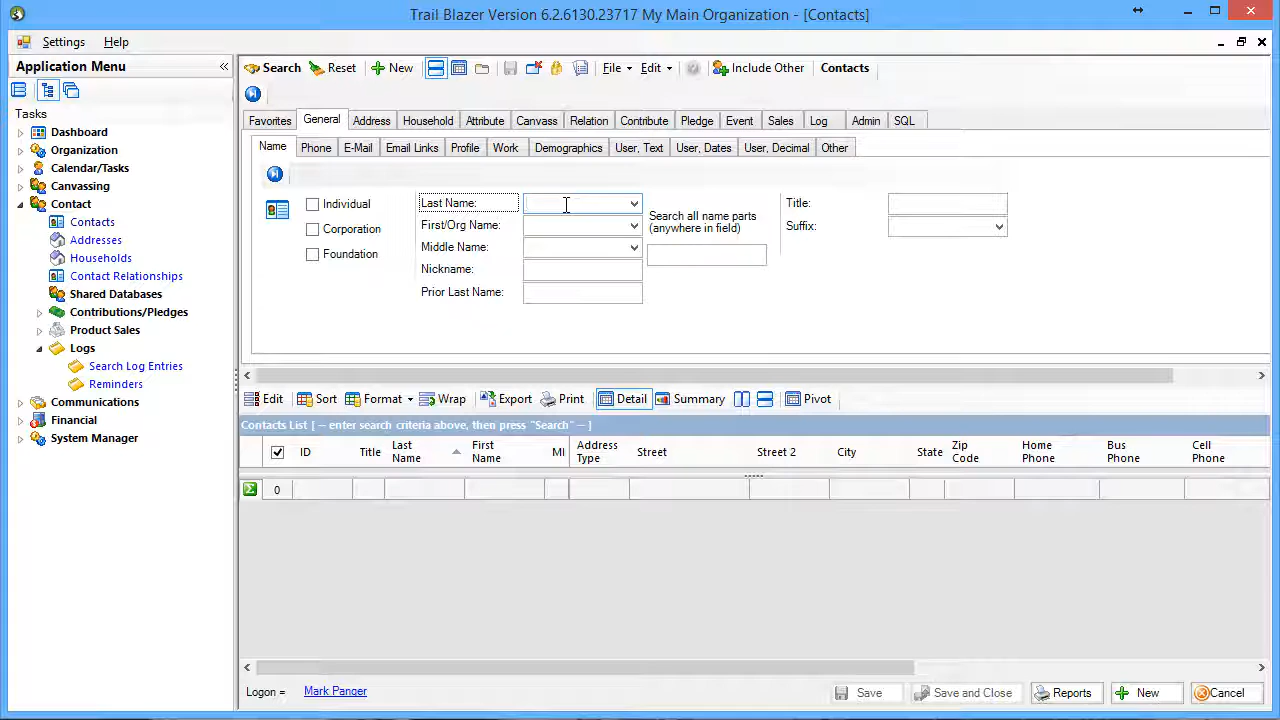 Trail Blazer Version 6.2.6130.23717 My Main Organization - [Contacts]
Settings Help
Application Menu
Tasks
Dashboard
Organization
Calendar/Tasks
Canvassing
Contact
Contacts
Addresses
Households
Contact Relationships
Shared Databases
Contributions/Pledges
Product Sales
Logs
Search Log Entries
Reminders
Communications
Financial
System Manager
Search Reset New File Edit Include Other Contacts
Favorites General Address Household Attribute Canvass Relation Contribute Pledge Event Sales Log Admin SQL
Name Phone E-Mail Email Links Profile Work Demographics User, Text User, Dates User, Decimal Other
Individual
Corporation
Foundation
Last Name:
First/Org Name:
Middle Name:
Nickname:
Prior Last Name:
Search all name parts
(anywhere in field)
Title:
Suffix:
Edit Sort Format Wrap Export Print Detail Summary Pivot
Contacts List [ -- enter search criteria above, then press "Search" -- ]
ID Title Last Name First Name MI Address Type Street Street 2 City State Zip Code Home Phone Bus Phone Cell Phone
0
Logon = Mark Panger Save Save and Close Reports New Cancel